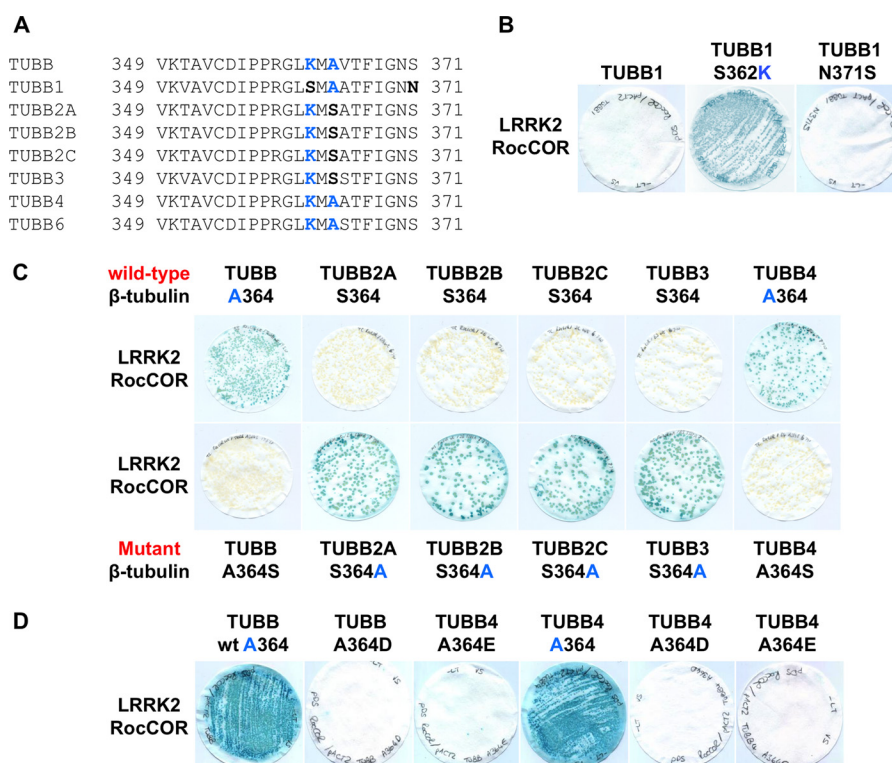 A
TUBB 349 VKTAVCDIPPRGLKMAVTFIGNS 371
TUBB1 349 VKVAVCDIPPRGLSMAATFIGNN 371
TUBB2A 349 VKTAVCDIPPRGLKMSATFIGNS 371
TUBB2B 349 VKTAVCDIPPRGLKMSATFIGNS 371
TUBB2C 349 VKTAVCDIPPRGLKMSATFIGNS 371
TUBB3 349 VKVAVCDIPPRGLKMSSTFIGNS 371
TUBB4 349 VKTAVCDIPPRGLKMAATFIGNS 371
TUBB6 349 VKTAVCDIPPRGLKMASTFIGNS 371
B
TUBB1 TUBB1 TUBB1
S362K N371S
LRRK2
RocCOR
C
wild-type TUBB TUBB2A TUBB2B TUBB2C TUBB3 TUBB4
β-tubulin A364 S364 S364 S364 S364 A364
LRRK2
RocCOR
LRRK2
RocCOR
Mutant TUBB TUBB2A TUBB2B TUBB2C TUBB3 TUBB4
β-tubulin A364S S364A S364A S364A S364A A364S
D
TUBB TUBB TUBB4 TUBB4 TUBB4 TUBB4
wt A364 A364D A364E A364 A364D A364E
LRRK2
RocCOR